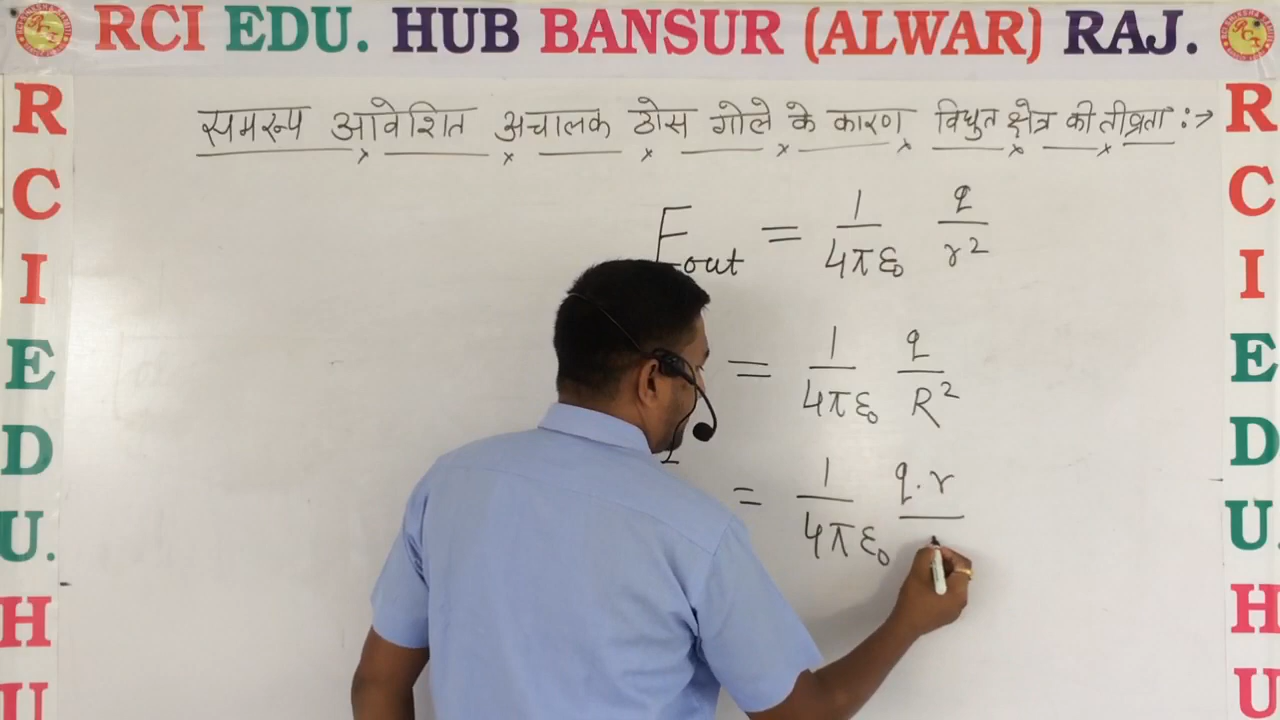 RCI EDU. HUB BANSUR (ALWAR) RAJ.
समरूप आवेशित अचालक ठोस गोले के कारण विधुत क्षेत्र की तीव्रता :→
E out = 1/4πε₀ q/r²
= 1/4πε₀ q/R²
= 1/4πε₀ q.r/
R
C
I
E
D
U.
H
U
R
C
I
E
D
U.
H
U